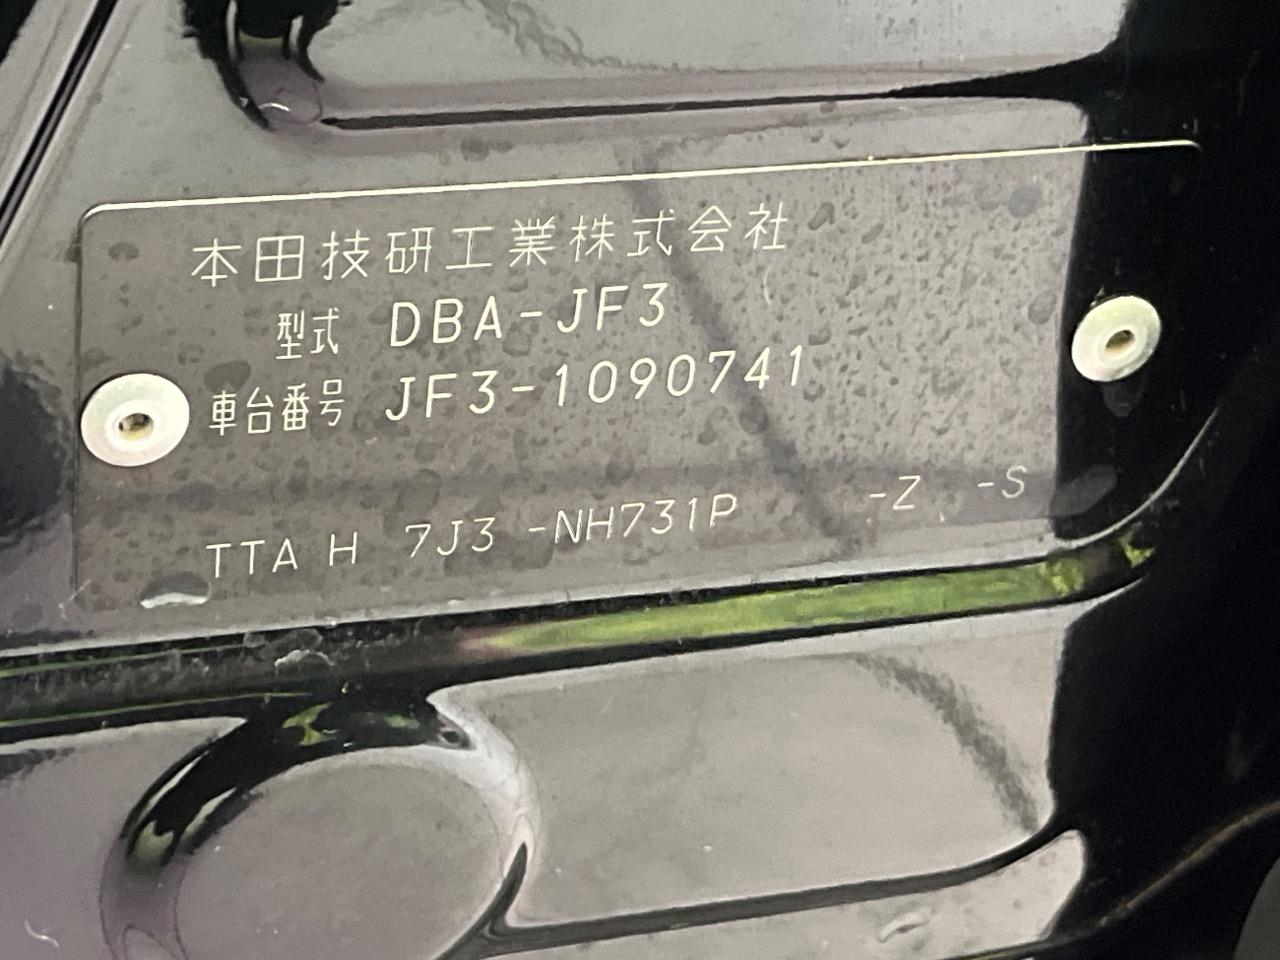 本田技研工業株式会社
型式 DBA-JF3
車台番号 JF3-1090741
TTA H 7J3 -NH731P -Z -S